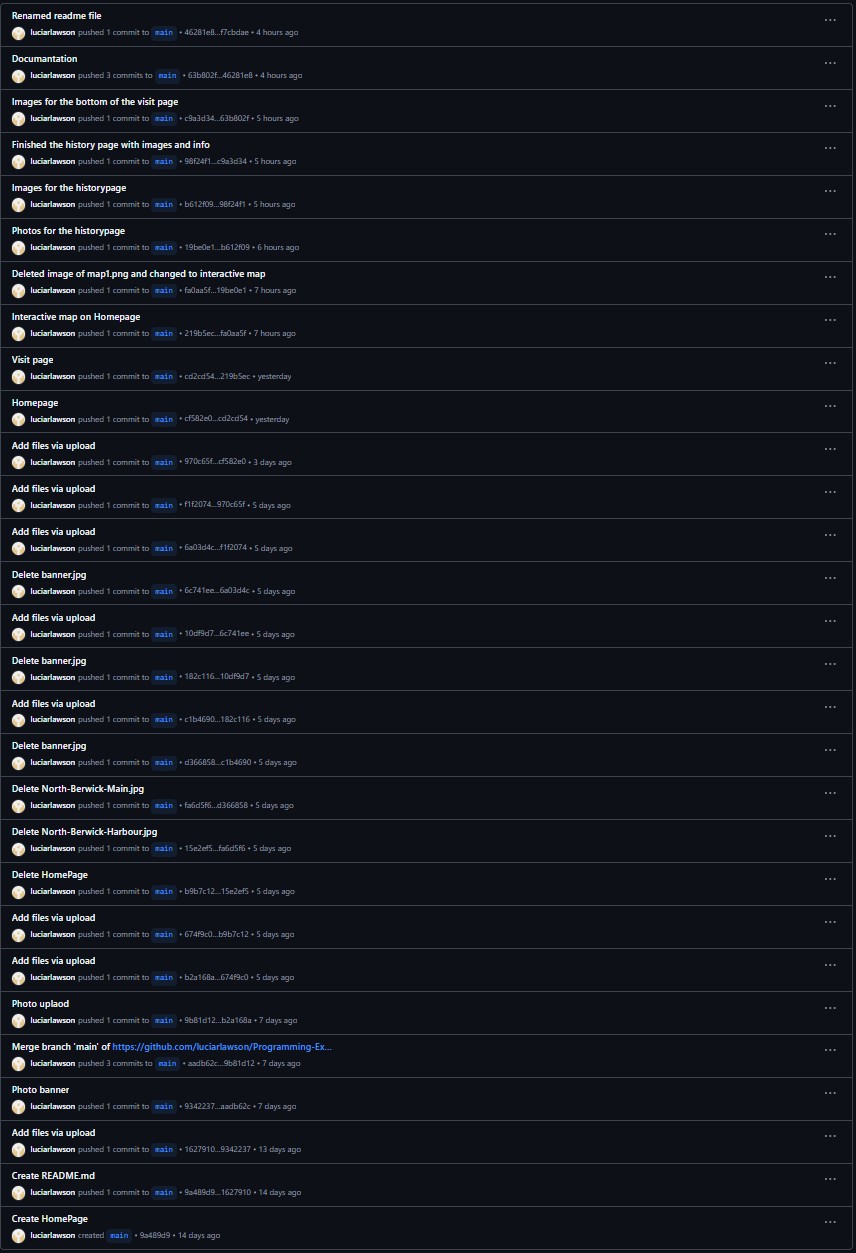 Renamed readme file
luciarlawson pushed 1 commit to main • 46281e8...f7cbdae • 4 hours ago
Documantation
luciarlawson pushed 3 commits to main • 63b802f...46281e8 • 4 hours ago
Images for the bottom of the visit page
luciarlawson pushed 1 commit to main • c9a3d34...63b802f • 5 hours ago
Finished the history page with images and info
luciarlawson pushed 1 commit to main • 98f24f1...c9a3d34 • 5 hours ago
Images for the historypage
luciarlawson pushed 1 commit to main • b612f09...98f24f1 • 5 hours ago
Photos for the historypage
luciarlawson pushed 1 commit to main • 19be0e1...b612f09 • 6 hours ago
Deleted image of map1.png and changed to interactive map
luciarlawson pushed 1 commit to main • fa0aa5f...19be0e1 • 7 hours ago
Interactive map on Homepage
luciarlawson pushed 1 commit to main • 219b5ec...fa0aa5f • 7 hours ago
Visit page
luciarlawson pushed 1 commit to main • cd2cd54...219b5ec • yesterday
Homepage
luciarlawson pushed 1 commit to main • cf582e0...cd2cd54 • yesterday
Add files via upload
luciarlawson pushed 1 commit to main • 970c65f...cf582e0 • 3 days ago
Add files via upload
luciarlawson pushed 1 commit to main • f1f2074...970c65f • 5 days ago
Add files via upload
luciarlawson pushed 1 commit to main • 6a03d4c...f1f2074 • 5 days ago
Delete banner.jpg
luciarlawson pushed 1 commit to main • 6c741ee...6a03d4c • 5 days ago
Add files via upload
luciarlawson pushed 1 commit to main • 10df9d7...6c741ee • 5 days ago
Delete banner.jpg
luciarlawson pushed 1 commit to main • 182c116...10df9d7 • 5 days ago
Add files via upload
luciarlawson pushed 1 commit to main • c1b4690...182c116 • 5 days ago
Delete banner.jpg
luciarlawson pushed 1 commit to main • d366858...c1b4690 • 5 days ago
Delete North-Berwick-Main.jpg
luciarlawson pushed 1 commit to main • fa6d5f6...d366858 • 5 days ago
Delete North-Berwick-Harbour.jpg
luciarlawson pushed 1 commit to main • 15e2ef5...fa6d5f6 • 5 days ago
Delete HomePage
luciarlawson pushed 1 commit to main • b9b7c12...15e2ef5 • 5 days ago
Add files via upload
luciarlawson pushed 1 commit to main • 674f9c0...b9b7c12 • 5 days ago
Add files via upload
luciarlawson pushed 1 commit to main • b2a168a...674f9c0 • 5 days ago
Photo uplaod
luciarlawson pushed 1 commit to main • 9b81d12...b2a168a • 7 days ago
Merge branch 'main' of https://github.com/luciarlawson/Programming-Ex...
luciarlawson pushed 3 commits to main • aadb62c...9b81d12 • 7 days ago
Photo banner
luciarlawson pushed 1 commit to main • 9342237...aadb62c • 7 days ago
Add files via upload
luciarlawson pushed 1 commit to main • 1627910...9342237 • 13 days ago
Create README.md
luciarlawson pushed 1 commit to main • 9a489d9...1627910 • 14 days ago
Create HomePage
luciarlawson created main • 9a489d9 • 14 days ago